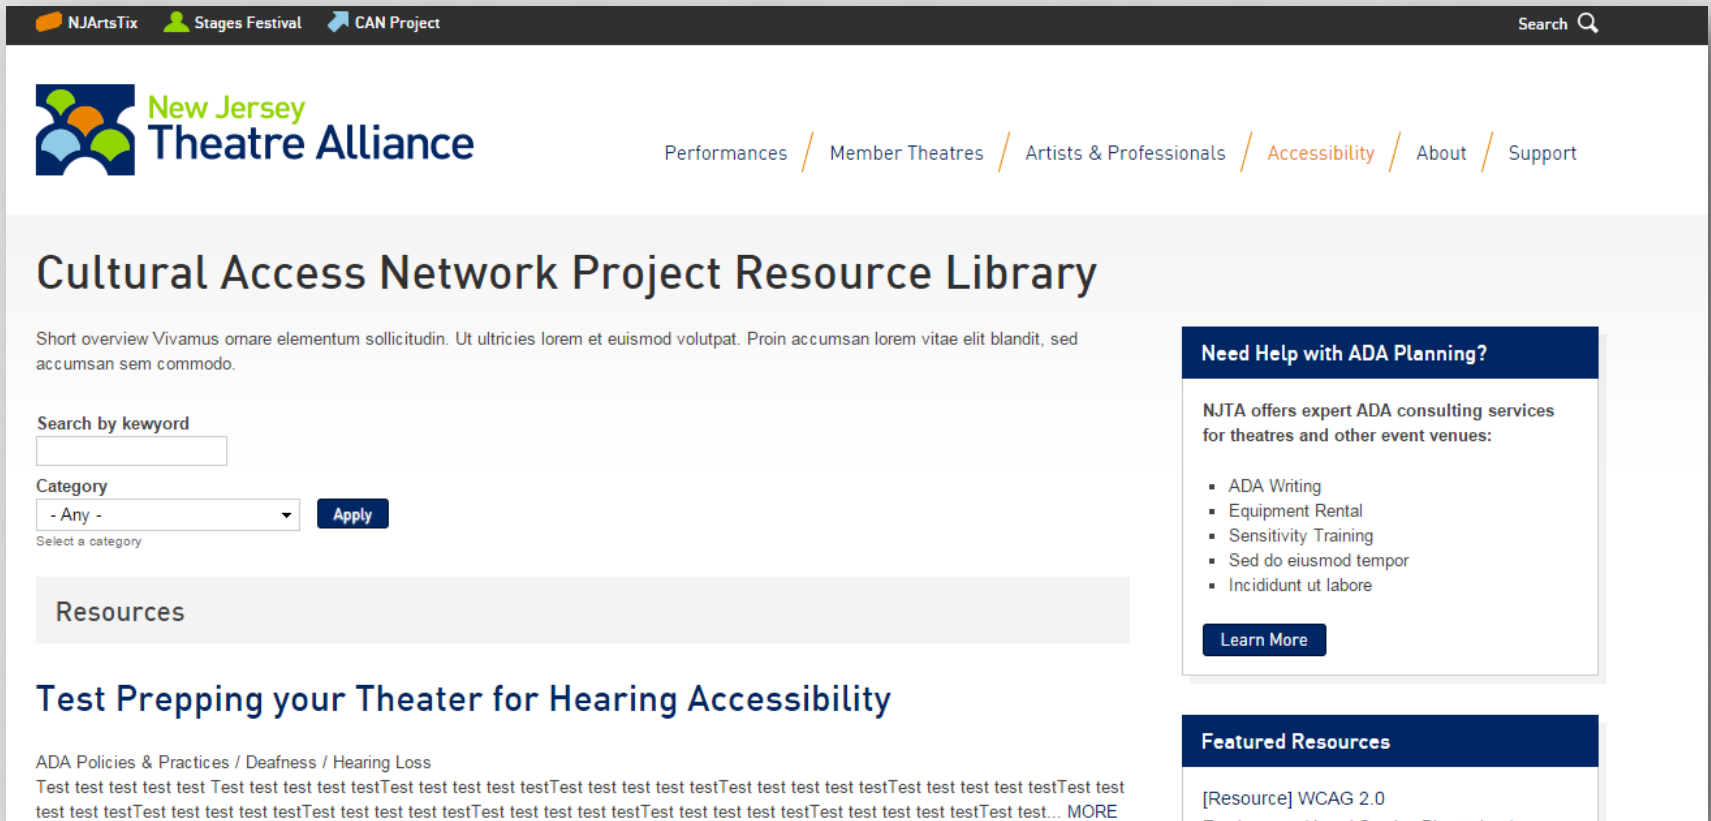 NJArtsTix Stages Festival CAN Project Search
New Jersey
Theatre Alliance
Performances Member Theatres Artists & Professionals Accessibility About Support
Cultural Access Network Project Resource Library
Short overview Vivamus ornare elementum sollicitudin. Ut ultricies lorem et euismod volutpat. Proin accumsan lorem vitae elit blandit, sed
accumsan sem commodo.
Search by kewyord
Category
- Any -
Apply
Select a category
Resources
Test Prepping your Theater for Hearing Accessibility
ADA Policies & Practices / Deafness / Hearing Loss
Test test test test test Test test test test testTest test test test testTest test test test testTest test test test testTest test test test testTest test
test test testTest test test test testTest test test test testTest test test test testTest test test test testTest test test test testTest test... MORE
Need Help with ADA Planning?
NJTA offers expert ADA consulting services
for theatres and other event venues:
ADA Writing
Equipment Rental
Sensitivity Training
Sed do eiusmod tempor
Incididunt ut labore
Learn More
Featured Resources
[Resource] WCAG 2.0